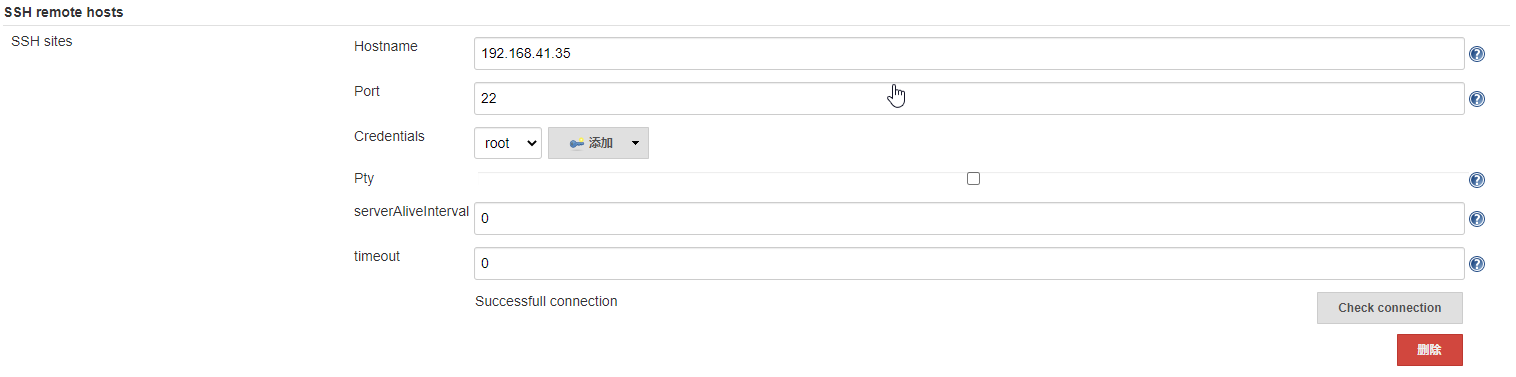 SSH remote hosts
SSH sites
Hostname
192.168.41.35
Port
22
Credentials
root
添加
Pty
serverAliveInterval
0
timeout
0
Successfull connection
Check connection
删除